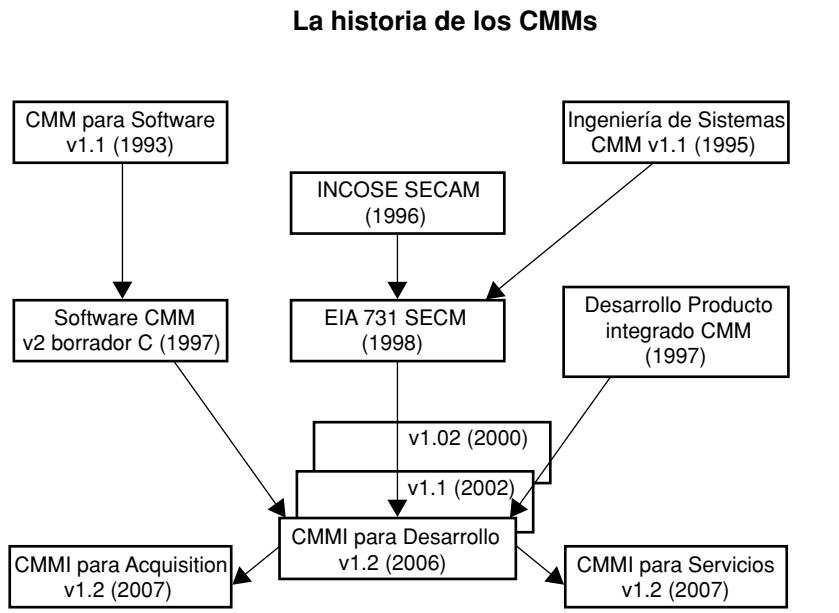 La historia de los CMMs
CMM para Software
v1.1 (1993)
Ingeniería de Sistemas
CMM v1.1 (1995)
INCOSE SECAM
(1996)
Software CMM
v2 borrador C (1997)
EIA 731 SECM
(1998)
Desarrollo Producto
integrado CMM
(1997)
v1.02 (2000)
v1.1 (2002)
CMMI para Desarrollo
v1.2 (2006)
CMMI para Acquisition
v1.2 (2007)
CMMI para Servicios
v1.2 (2007)